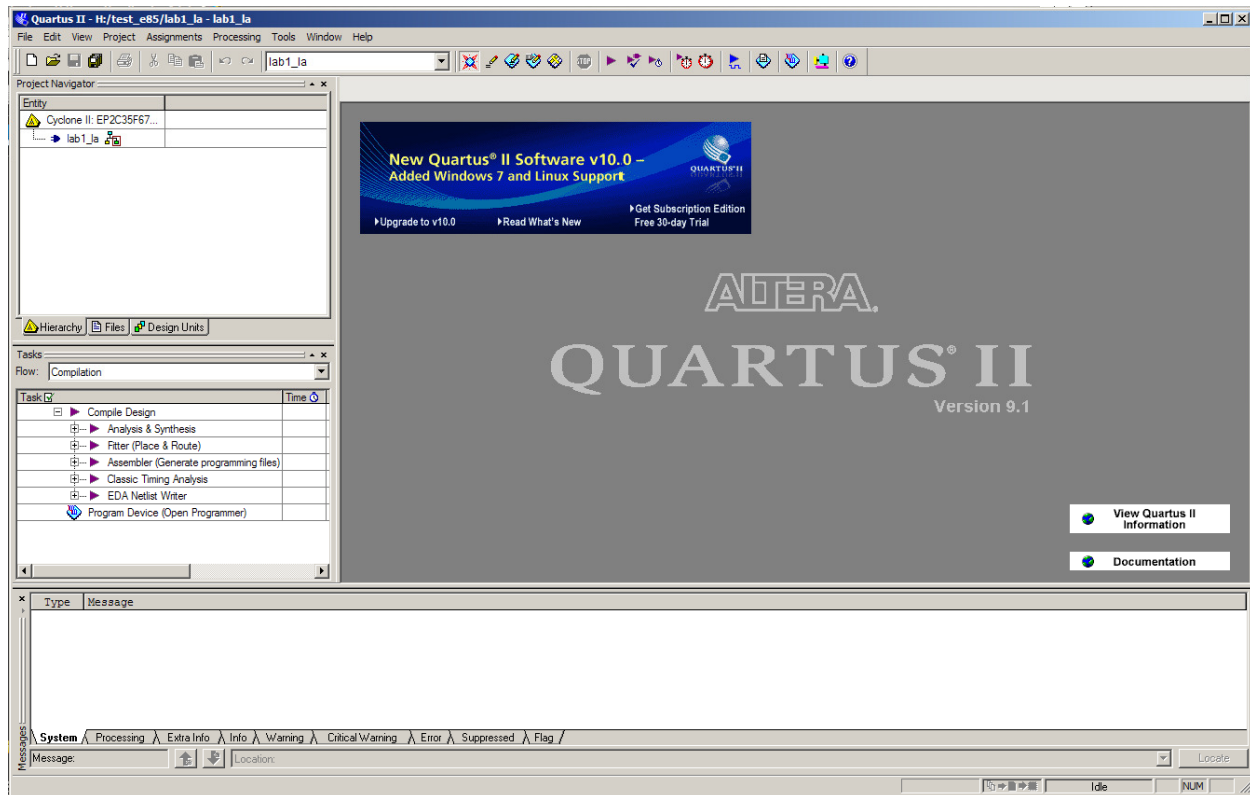 Quartus II - H:/test_e85/lab1_la - lab1_la
File Edit View Project Assignments Processing Tools Window Help
lab1_la
Project Navigator
Entity
Cyclone II: EP2C35F67...
lab1_la
Hierarchy Files Design Units
Tasks
Flow: Compilation
Task Time
Compile Design
Analysis & Synthesis
Fitter (Place & Route)
Assembler (Generate programming files)
Classic Timing Analysis
EDA Netlist Writer
Program Device (Open Programmer)
New Quartus® II Software v10.0 –
Added Windows 7 and Linux Support
QUARTUS II
Upgrade to v10.0 Read What's New Get Subscription Edition
Free 30-day Trial
ALTERA.
QUARTUS® II
Version 9.1
View Quartus II
Information
Documentation
Type Message
Messages
System Processing Extra Info Info Warning Critical Warning Error Suppressed Flag
Message: Location: Locate
Idle NUM